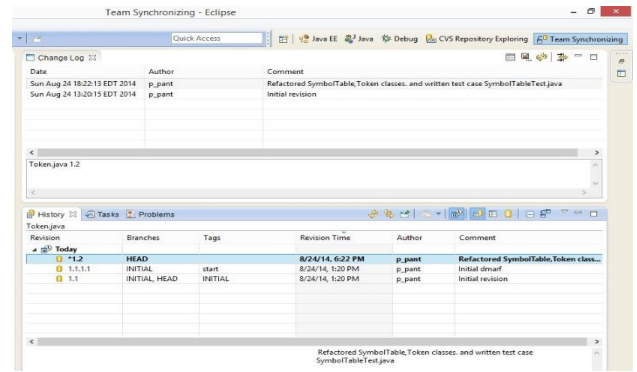 Team Synchronizing - Eclipse
Quick Access
Java EE Java Debug CVS Repository Exploring Team Synchronizing
Change Log
Date Author Comment
Sun Aug 24 18:22:13 EDT 2014 p_pant Refactored SymbolTable,Token classes. and written test case SymbolTableTest.java
Sun Aug 24 13:20:15 EDT 2014 p_pant Initial revision
Token.java 1.2
History Tasks Problems
Token.java
Revision Branches Tags Revision Time Author Comment
Today
*1.2 HEAD 8/24/14, 6:22 PM p_pant Refactored SymbolTable,Token class...
1.1.1.1 INITIAL start 8/24/14, 1:20 PM p_pant Initial dmarf
1.1 INITIAL, HEAD INITIAL 8/24/14, 1:20 PM p_pant Initial revision
Refactored SymbolTable,Token classes. and written test case
SymbolTableTest.java